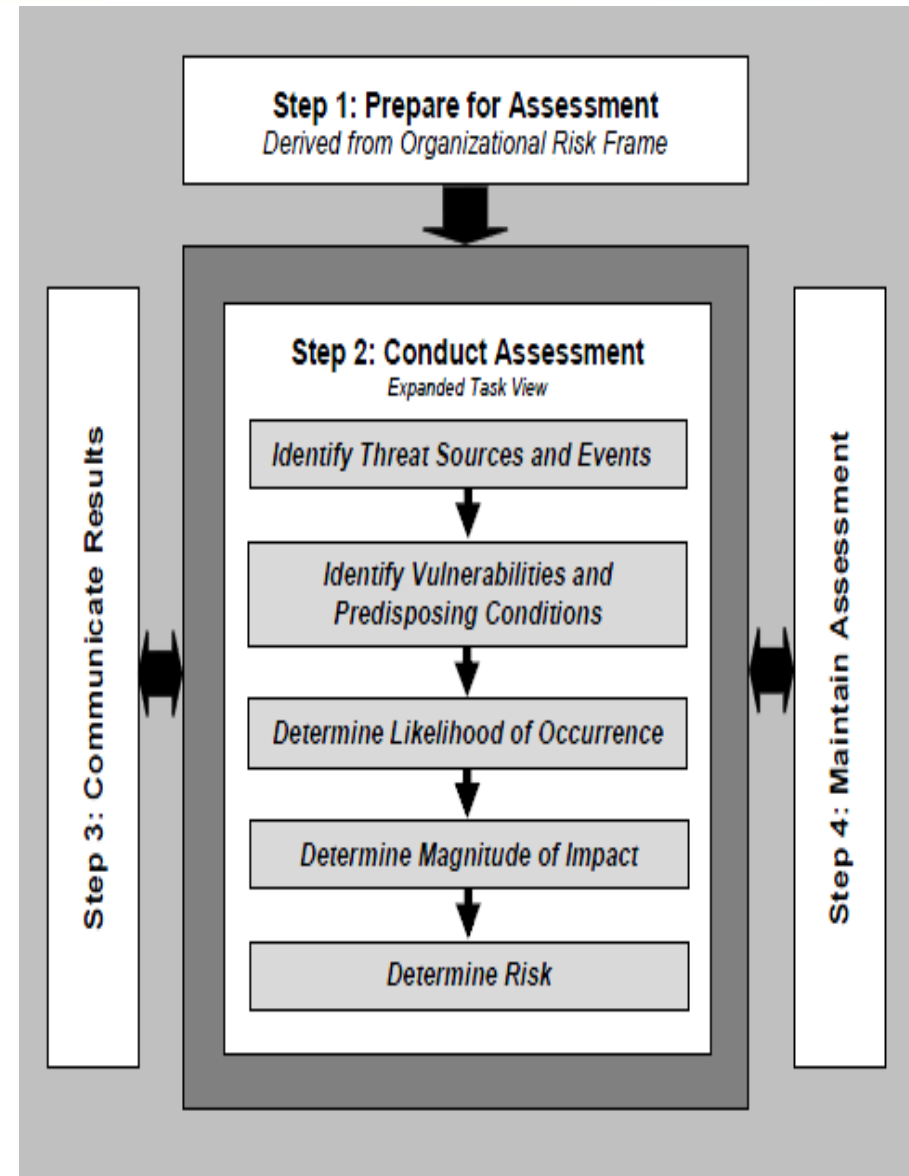 Step 1: Prepare for Assessment
Derived from Organizational Risk Frame
Step 2: Conduct Assessment
Expanded Task View
Identify Threat Sources and Events
Identify Vulnerabilities and
Predisposing Conditions
Determine Likelihood of Occurrence
Determine Magnitude of Impact
Determine Risk
Step 3: Communicate Results
Step 4: Maintain Assessment